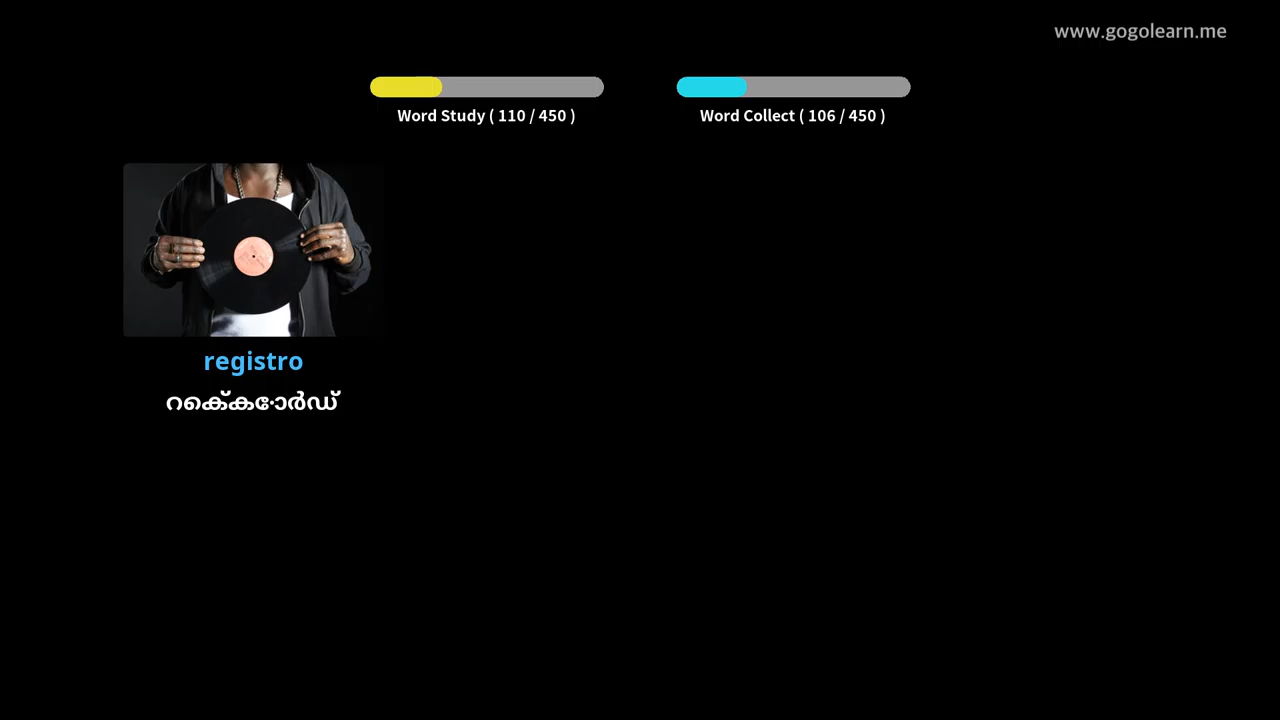 www.gogolearn.me
Word Study ( 110 / 450 )
Word Collect ( 106 / 450 )
registro
റെക്കോർഡ്